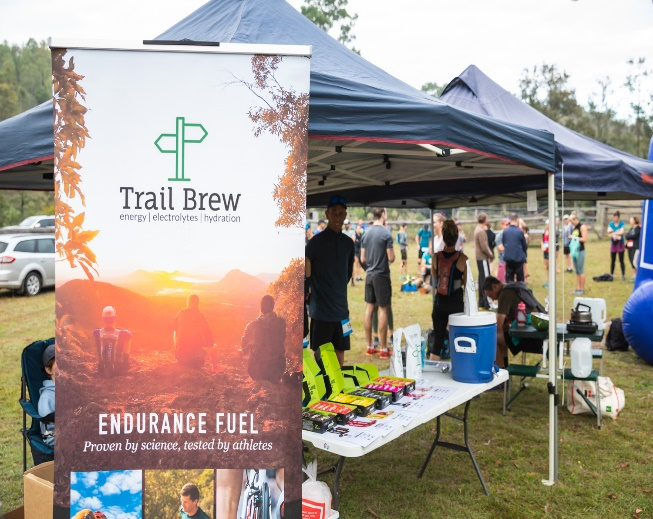 Trail Brew
energy | electrolytes | hydration
ENDURANCE FUEL
Proven by science, tested by athletes